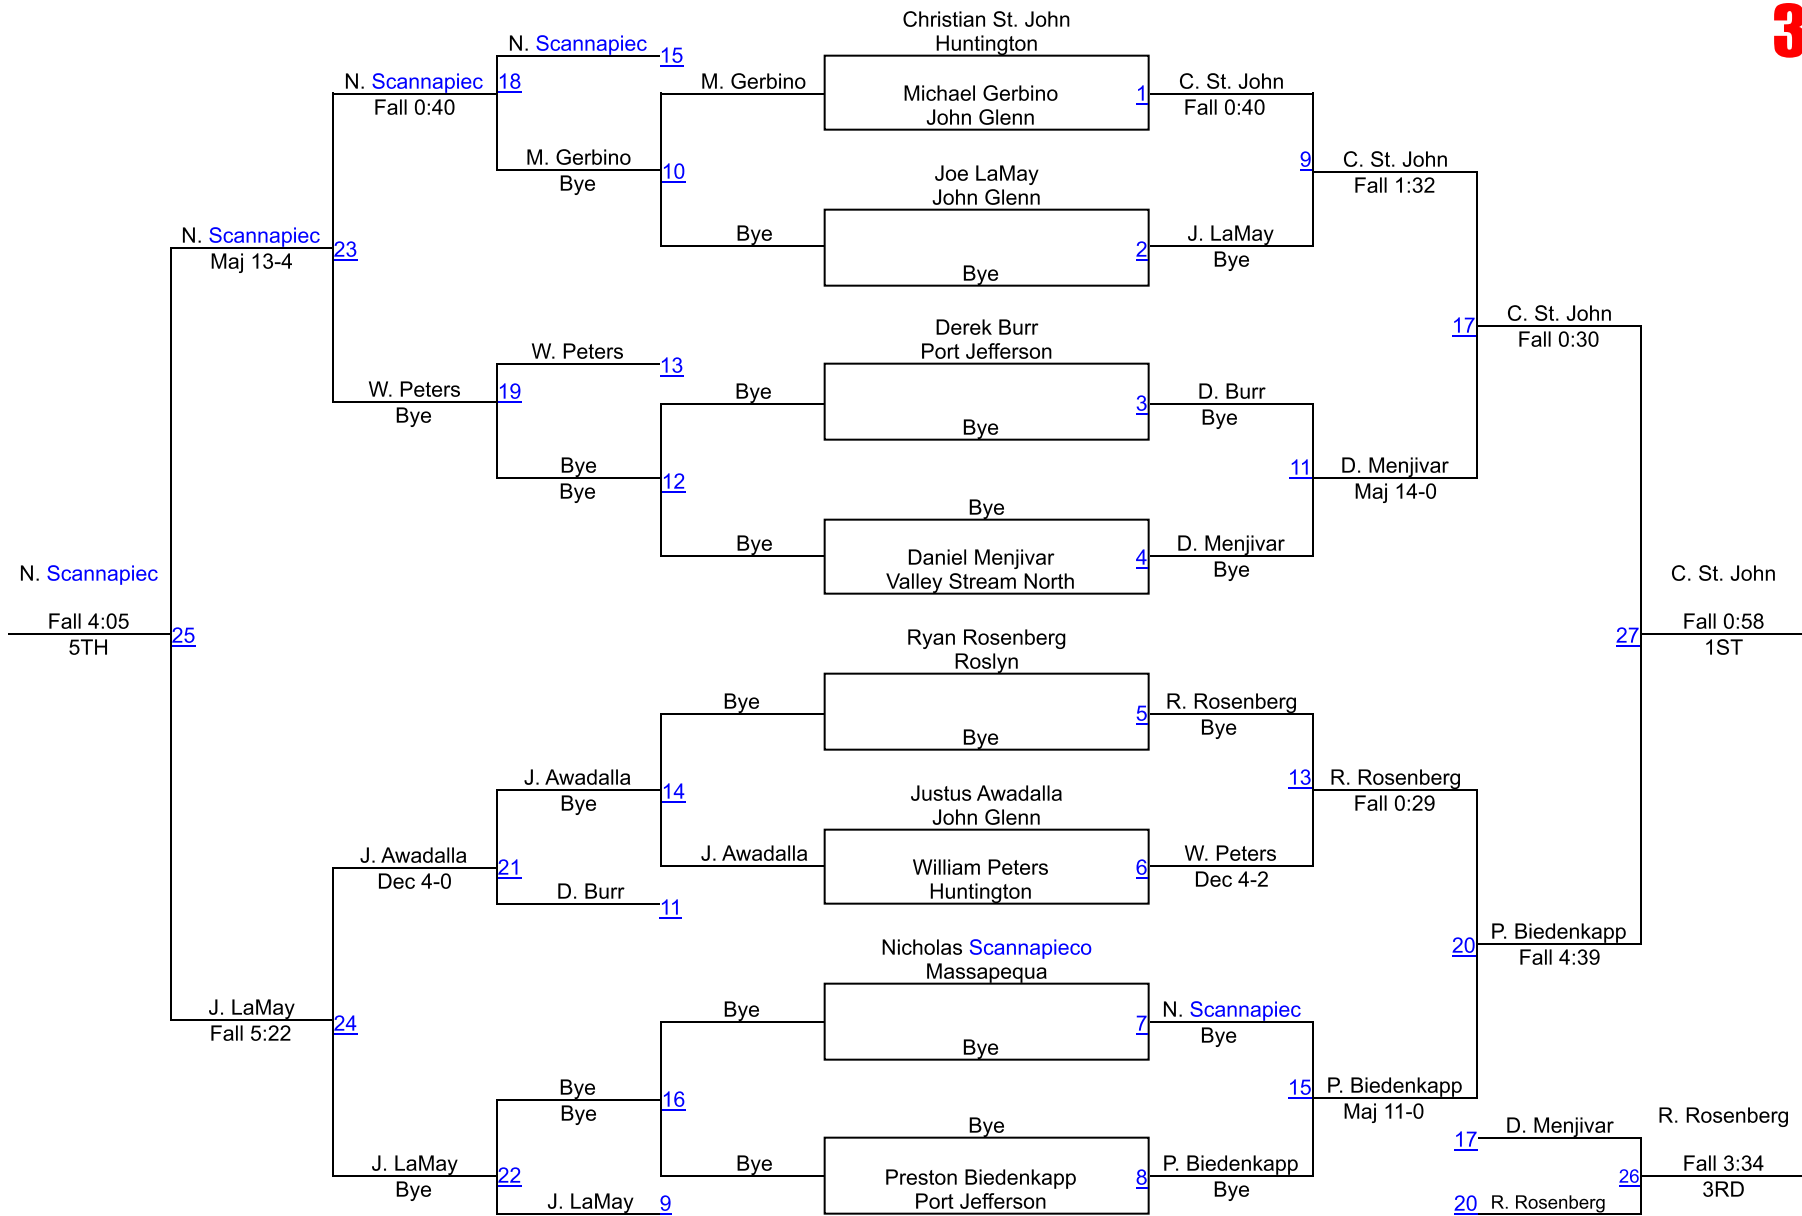 Christian St. John
Huntington
3
N. Scannapiec
15
M. Gerbino
N. Scannapiec
18
C. St. John
Fall 0:40
Michael Gerbino
1
Fall 0:40
John Glenn
M. Gerbino
Bye
10
9
C. St. John
Fall 1:32
Joe LaMay
John Glenn
N. Scannapiec
Maj 13-4
23
Bye
2
J. LaMay
Bye
Bye
Derek Burr
Port Jefferson
17
C. St. John
Fall 0:30
W. Peters
13
W. Peters
Bye
19
Bye
3
D. Burr
Bye
Bye
Bye
Bye
12
11
D. Menjivar
Maj 14-0
Bye
Bye
Daniel Menjivar
4
D. Menjivar
Bye
Valley Stream North
N. Scannapiec
Fall 4:05
5TH
25
C. St. John
27
Fall 0:58
1ST
Ryan Rosenberg
Roslyn
Bye
5
R. Rosenberg
Bye
Bye
J. Awadalla
Bye
14
13
R. Rosenberg
Fall 0:29
Justus Awadalla
John Glenn
J. Awadalla
Dec 4-0
21
J. Awadalla
William Peters
6
W. Peters
Dec 4-2
Huntington
D. Burr
11
20
P. Biedenkapp
Fall 4:39
Nicholas Scannapieco
Massapequa
J. LaMay
Fall 5:22
24
Bye
7
N. Scannapiec
Bye
Bye
Bye
Bye
16
15
P. Biedenkapp
Maj 11-0
Bye
Bye
Preston Biedenkapp
8
P. Biedenkapp
Bye
Port Jefferson
J. LaMay
Bye
22
J. LaMay
9
17
D. Menjivar
R. Rosenberg
26
Fall 3:34
3RD
20
R. Rosenberg